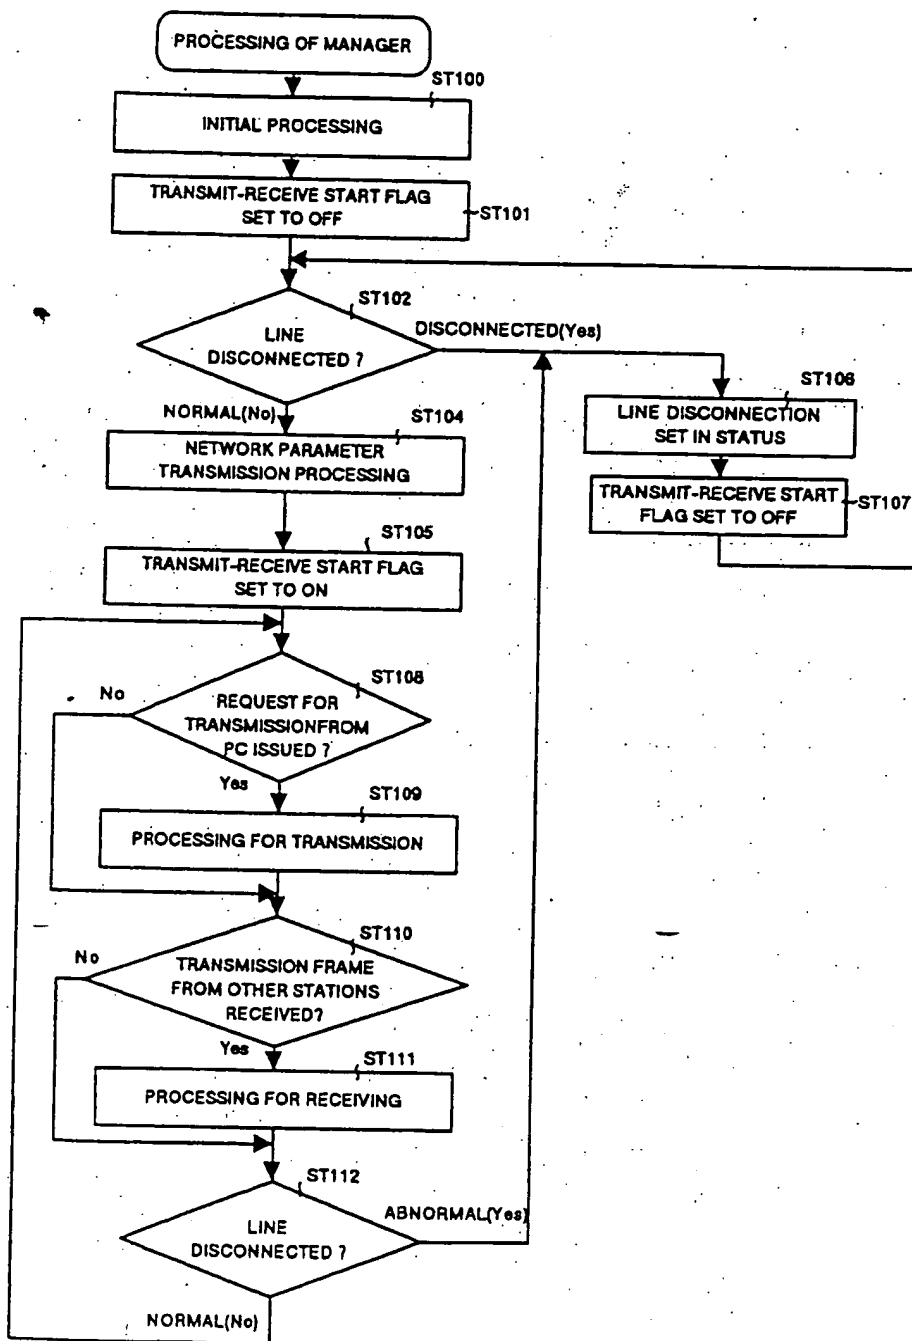 PROCESSING OF MANAGER
ST100
INITIAL PROCESSING
TRANSMIT-RECEIVE START FLAG
SET TO OFF
ST101
ST102
LINE
DISCONNECTED ?
DISCONNECTED(Yes)
NORMAL(No)
ST106
LINE DISCONNECTION
SET IN STATUS
ST104
NETWORK PARAMETER
TRANSMISSION PROCESSING
TRANSMIT-RECEIVE START
FLAG SET TO OFF
ST107
ST105
TRANSMIT-RECEIVE START FLAG
SET TO ON
ST108
No
REQUEST FOR
TRANSMISSIONFROM
PC ISSUED ?
Yes
ST109
PROCESSING FOR TRANSMISSION
ST110
No
TRANSMISSION FRAME
FROM OTHER STATIONS
RECEIVED?
Yes
ST111
PROCESSING FOR RECEIVING
ST112
LINE
DISCONNECTED ?
ABNORMAL(Yes)
NORMAL(No)